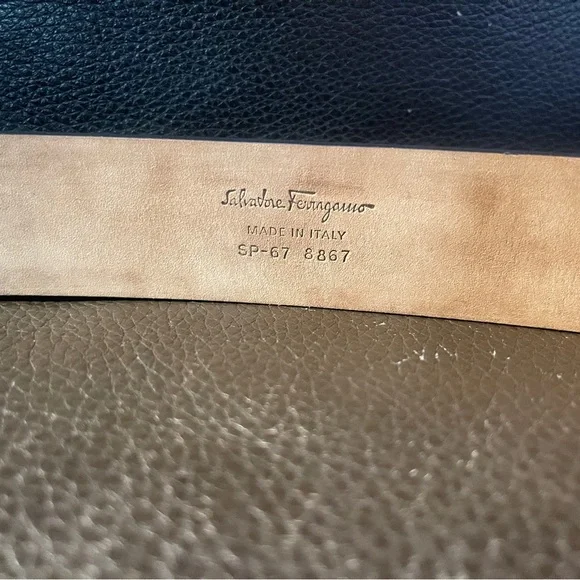 Salvatore Ferragamo
MADE IN ITALY
SP-67 8867